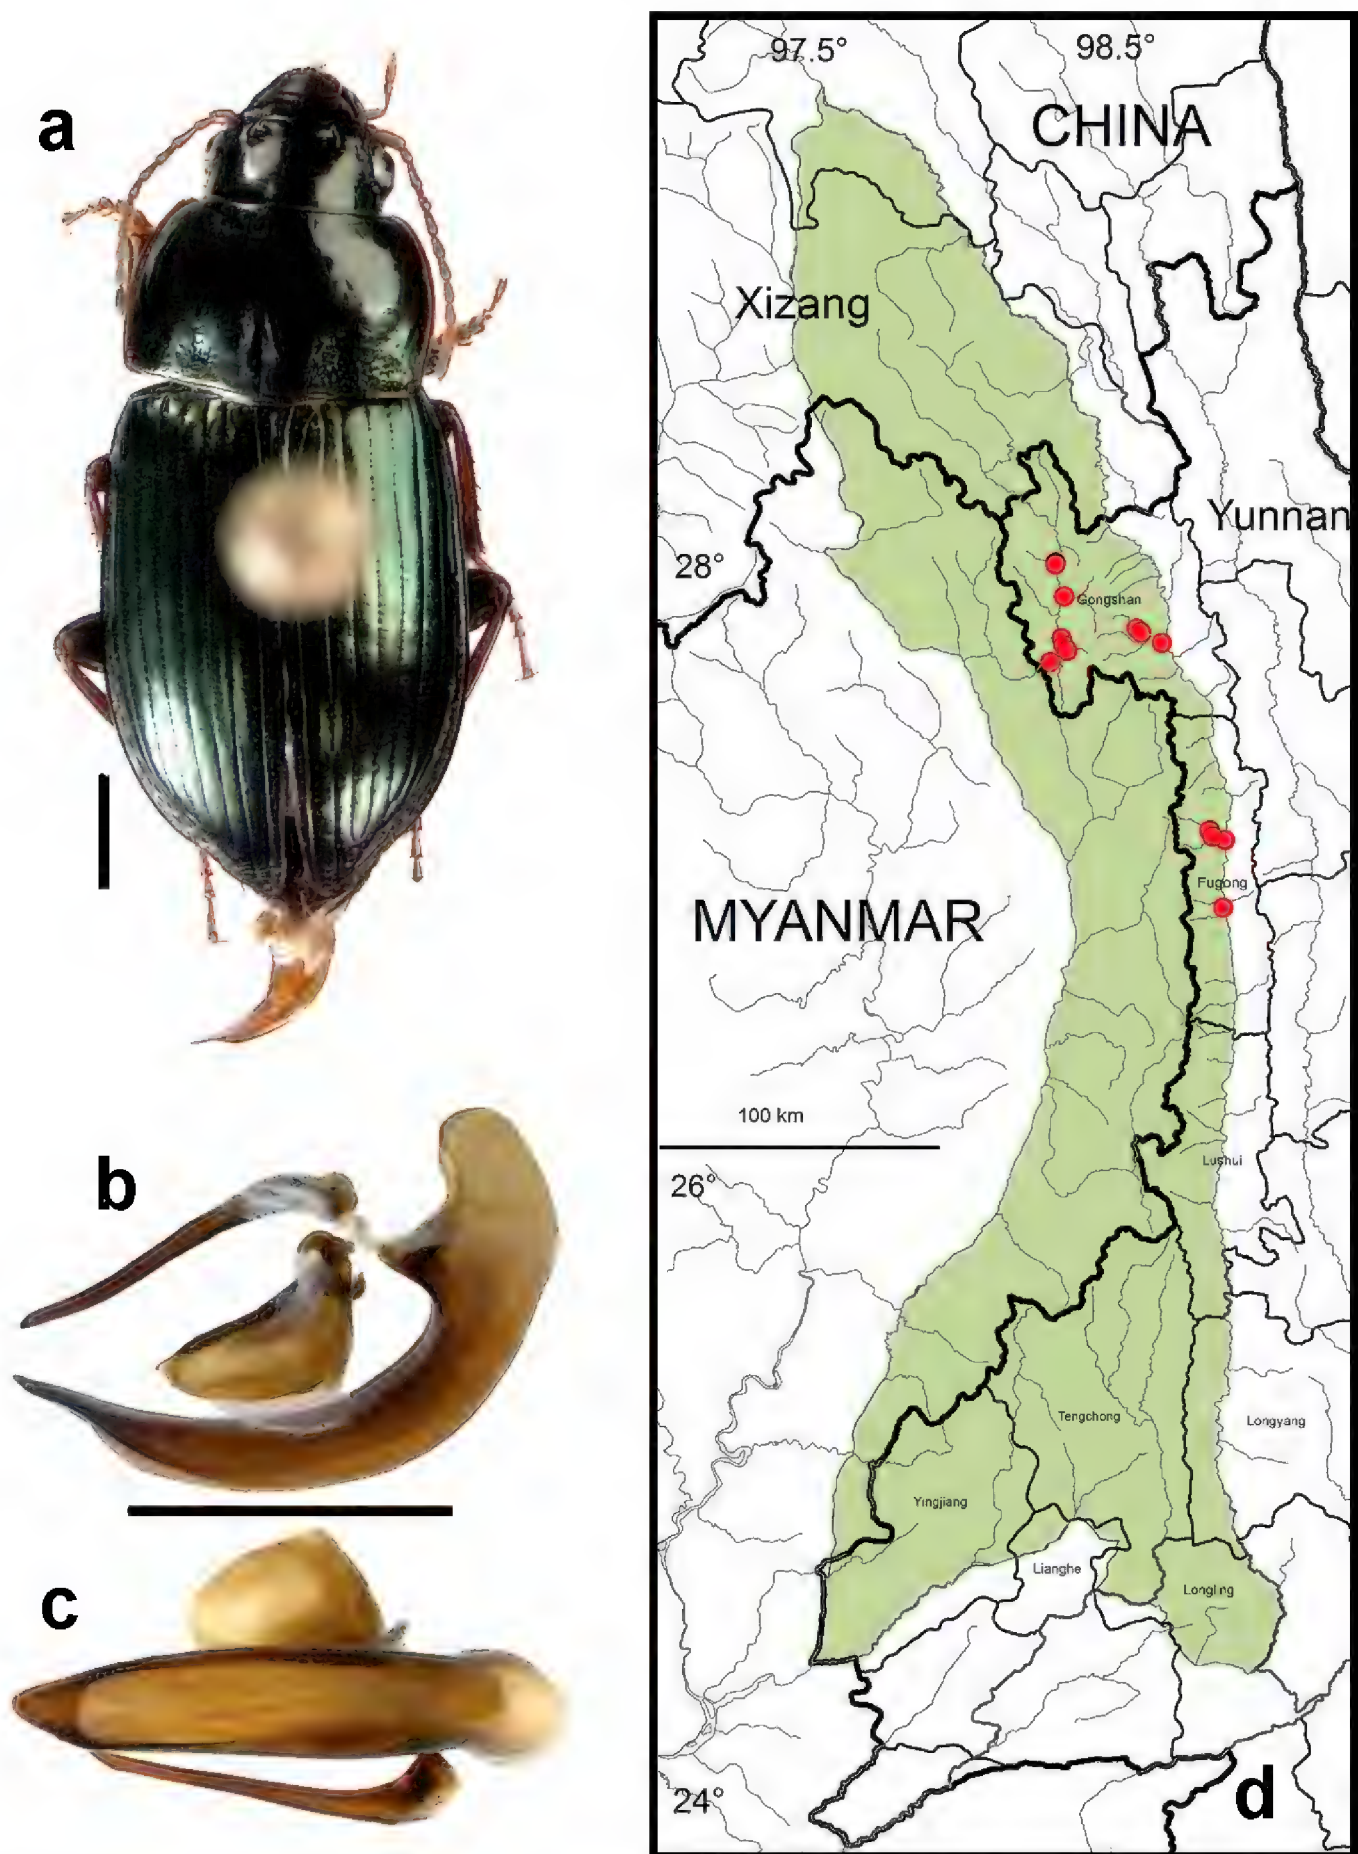 a
b
c
97.5°
98.5°
CHINA
Xizang
Yunnan
28°
Gongshan
MYANMAR
Fugong
100 km
26°
Lushui
Tengchong
Longyang
Yingjiang
Lianghe
Longling
24°
d